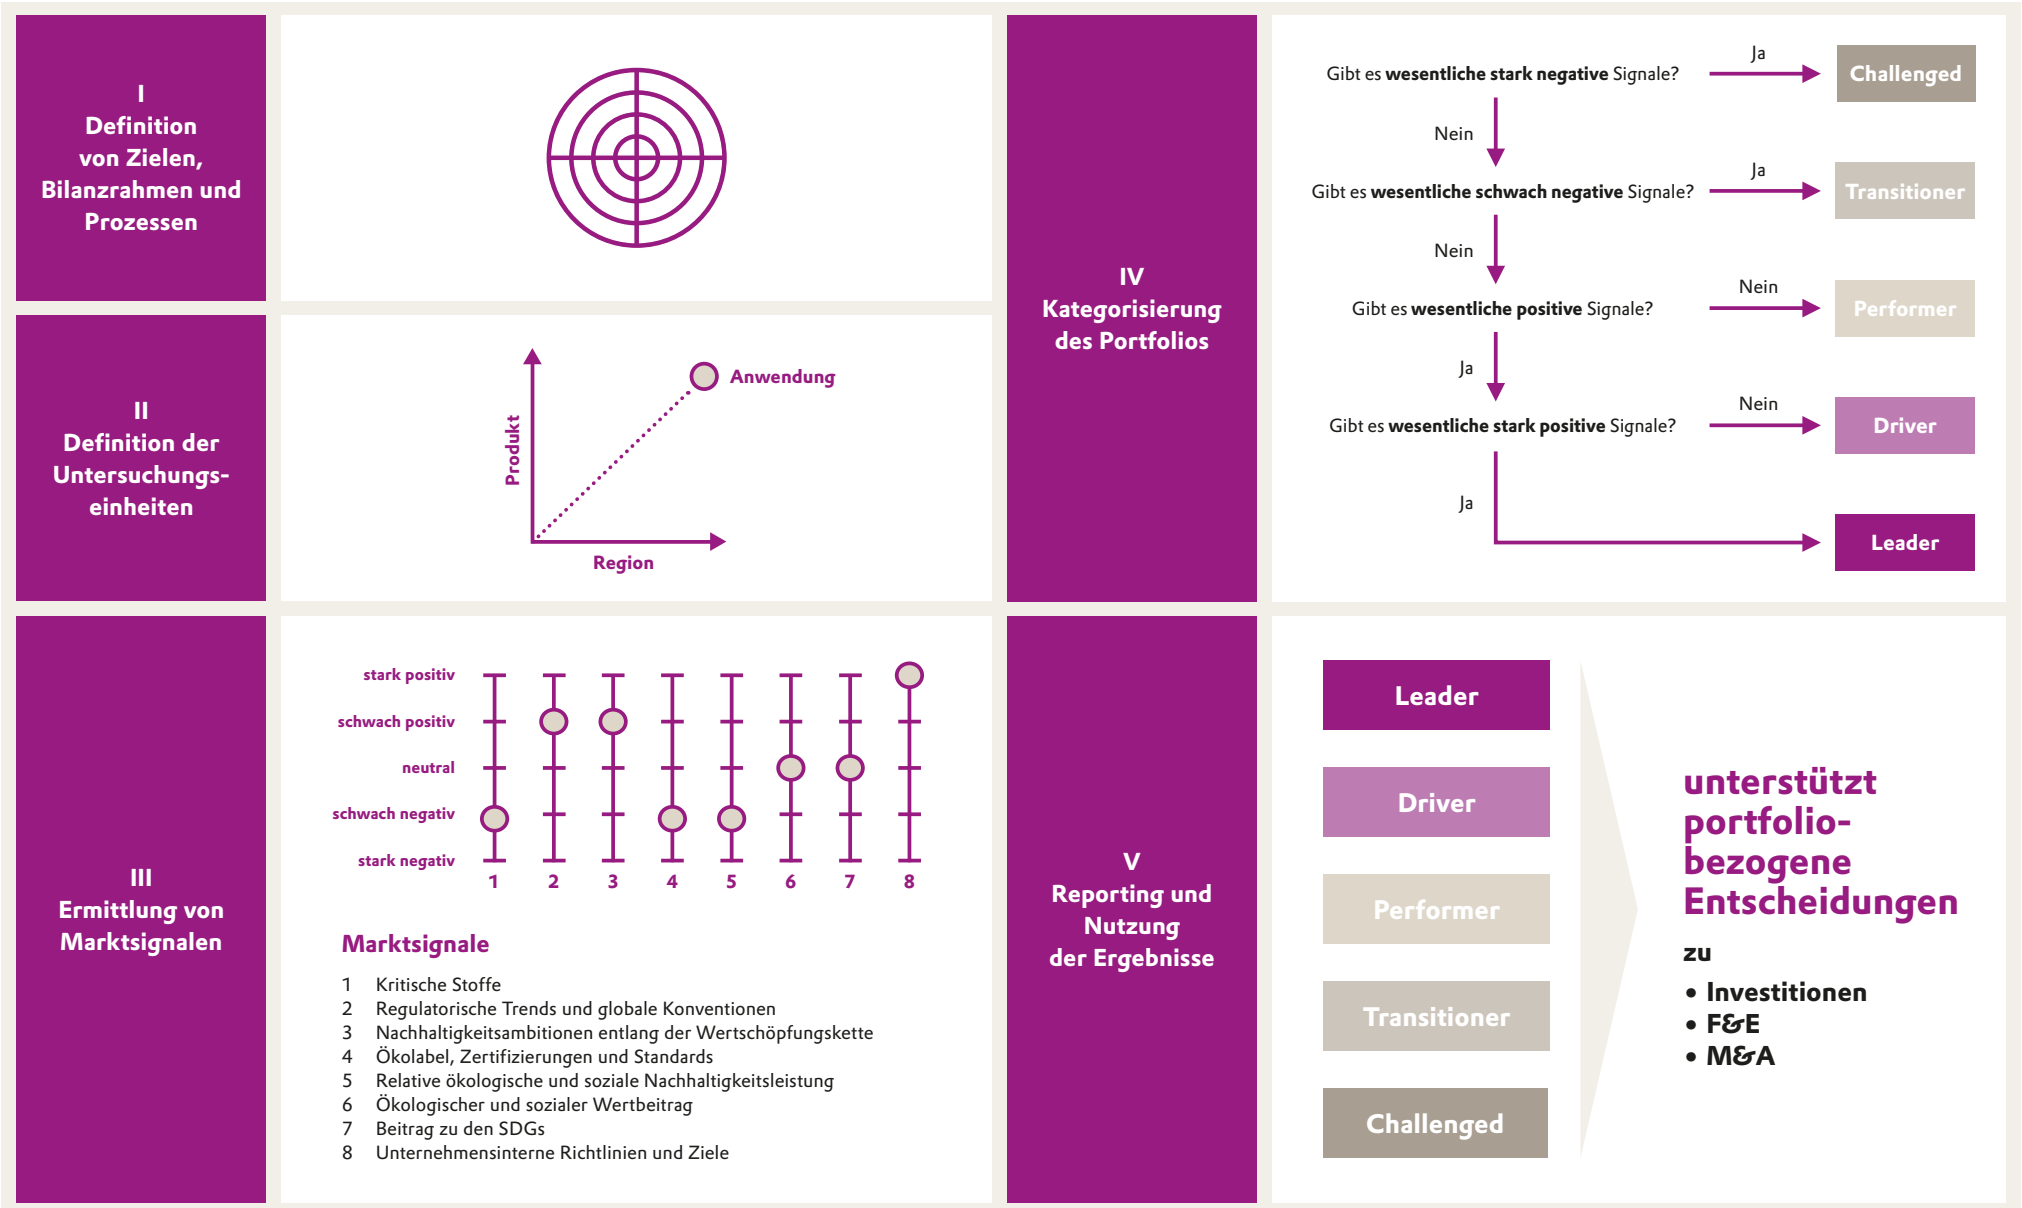 I
Definition
von Zielen,
Bilanzrahmen und
Prozessen
II
Definition der
Untersuchungs-
einheiten
Produkt
Anwendung
Region
III
Ermittlung von
Marktsignalen
stark positiv
schwach positiv
neutral
schwach negativ
stark negativ
1 2 3 4 5 6 7 8
Marktsignale
1 Kritische Stoffe
2 Regulatorische Trends und globale Konventionen
3 Nachhaltigkeitsambitionen entlang der Wertschöpfungskette
4 Ökolabel, Zertifizierungen und Standards
5 Relative ökologische und soziale Nachhaltigkeitsleistung
6 Ökologischer und sozialer Wertbeitrag
7 Beitrag zu den SDGs
8 Unternehmensinterne Richtlinien und Ziele
IV
Kategorisierung
des Portfolios
Gibt es wesentliche stark negative Signale?
Ja
Challenged
Nein
Gibt es wesentliche schwach negative Signale?
Ja
Transitioner
Nein
Gibt es wesentliche positive Signale?
Nein
Performer
Ja
Gibt es wesentliche stark positive Signale?
Nein
Driver
Ja
Leader
V
Reporting und
Nutzung
der Ergebnisse
Leader
Driver
Performer
Transitioner
Challenged
unterstützt
portfolio-
bezogene
Entscheidungen
zu
• Investitionen
• F&E
• M&A